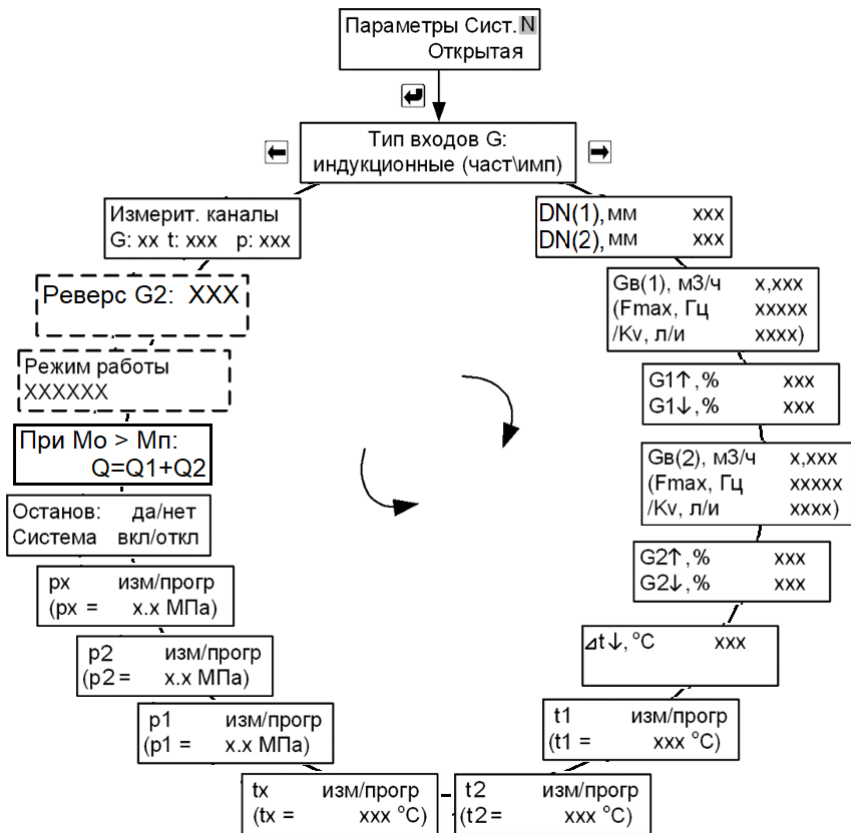 Параметры Сист. N
Открытая
Тип входов G:
индукционные (част\имп)
Измерит. каналы
G: xx t: xxx p: xxx
DN(1), мм xxx
DN(2), мм xxx
Реверс G2: XXX
Gв(1), м3/ч x,xxx
(Fmax, Гц xxxxx
/Kv, л/и xxxx)
Режим работы
XXXXXX
G1↑,% xxx
G1↓,% xxx
При Мо > Мп:
Q=Q1+Q2
Gв(2), м3/ч x,xxx
(Fmax, Гц xxxxx
/Kv, л/и xxxx)
Останов: да/нет
Система вкл/откл
G2↑,% xxx
G2↓,% xxx
px изм/прогр
(px = x.x МПа)
⊿t↓, °C xxx
p2 изм/прогр
(p2 = x.x МПа)
p1 изм/прогр
(p1 = x.x МПа)
t1 изм/прогр
(t1 = xxx °C)
tx изм/прогр
(tx = xxx °C)
t2 изм/прогр
(t2= xxx °C)